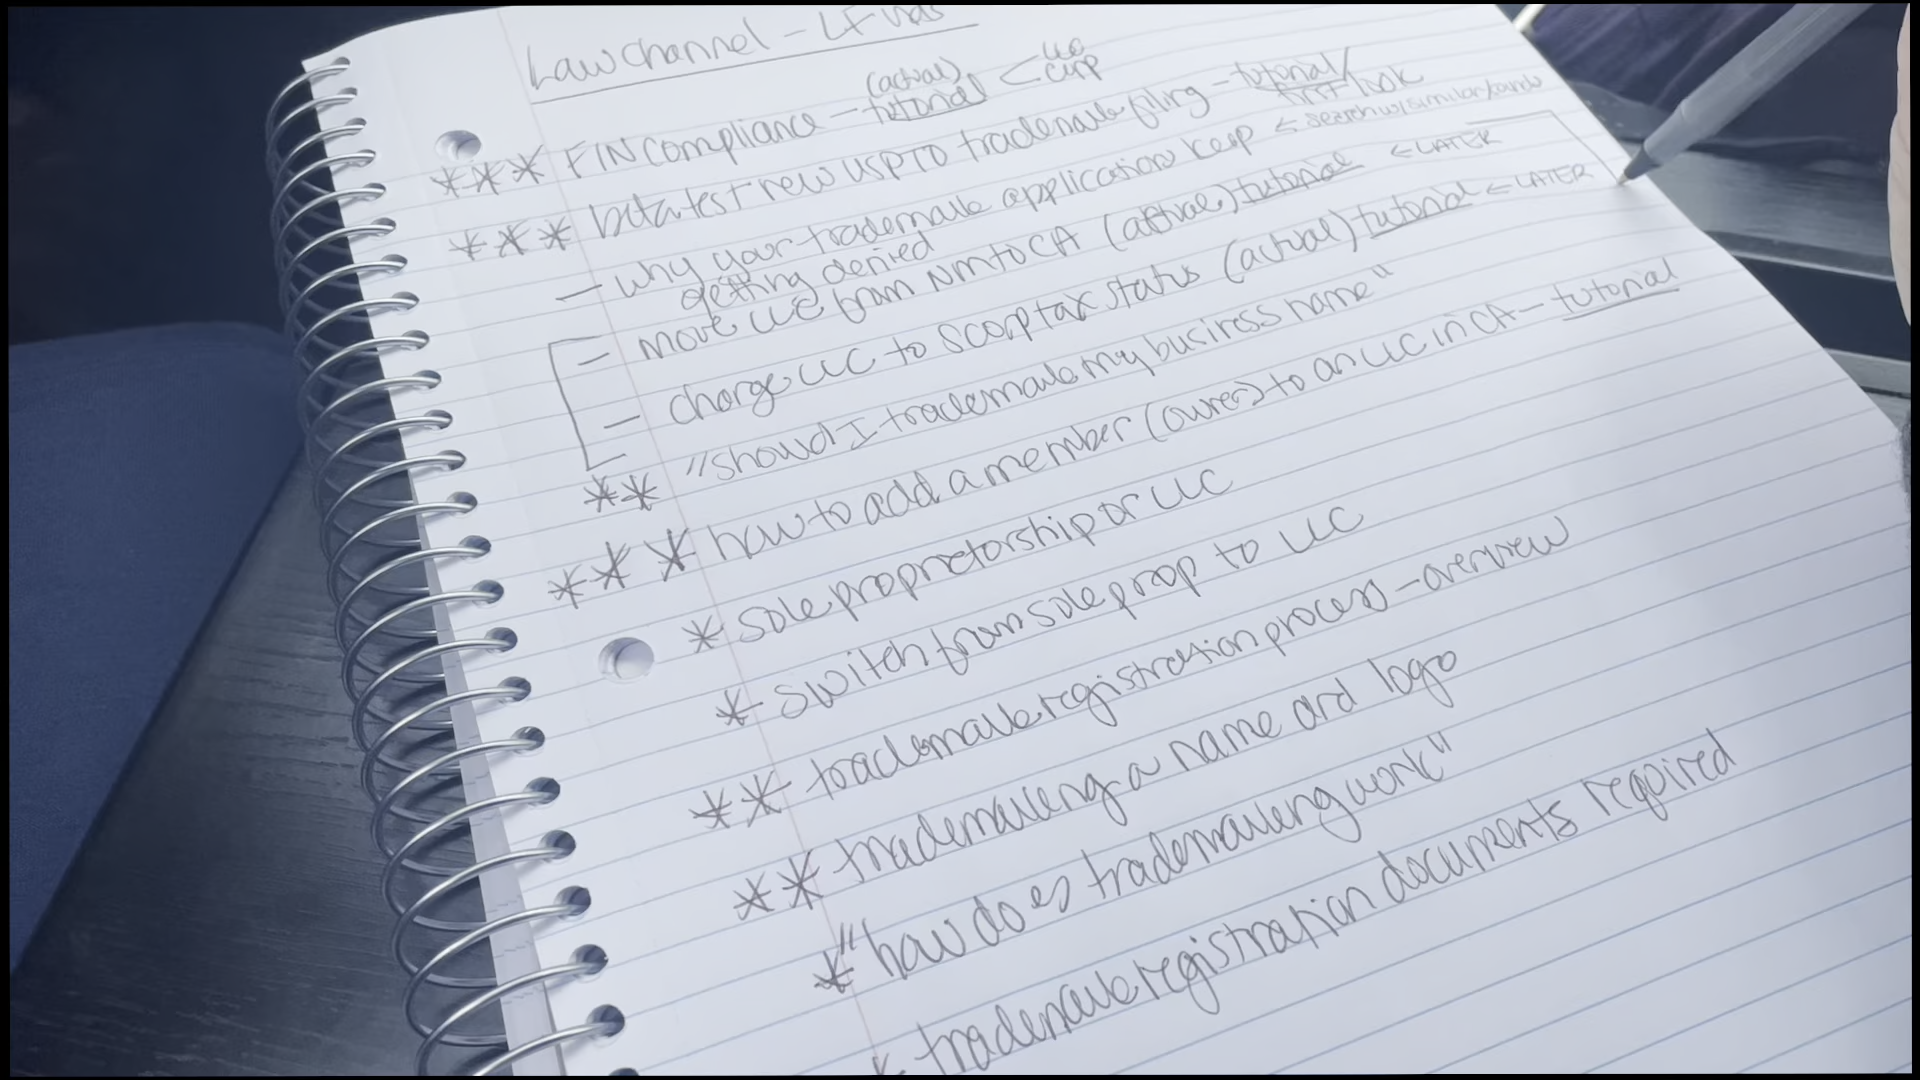 Law Channel - LF vids
*** FIN compliance - (actual) tutorial < LLC corp
*** beta test new USPTO trademark filing - tutorial/ first look
- why your trademark application keep ← search w/ similar
getting denied
- move LLC from NM to CA (actual) tutorial ← LATER
- change LLC to S corp tax status (actual) tutorial ← LATER
** "should I trademark my business name"
*** how to add a member (owner) to an LLC in CA - tutorial
* sole proprietorship or LLC
* switch from sole prop to LLC
** trademark registration process - overview
** trademarking a name and logo
* "how does trademarking work"
* trademark registration documents required